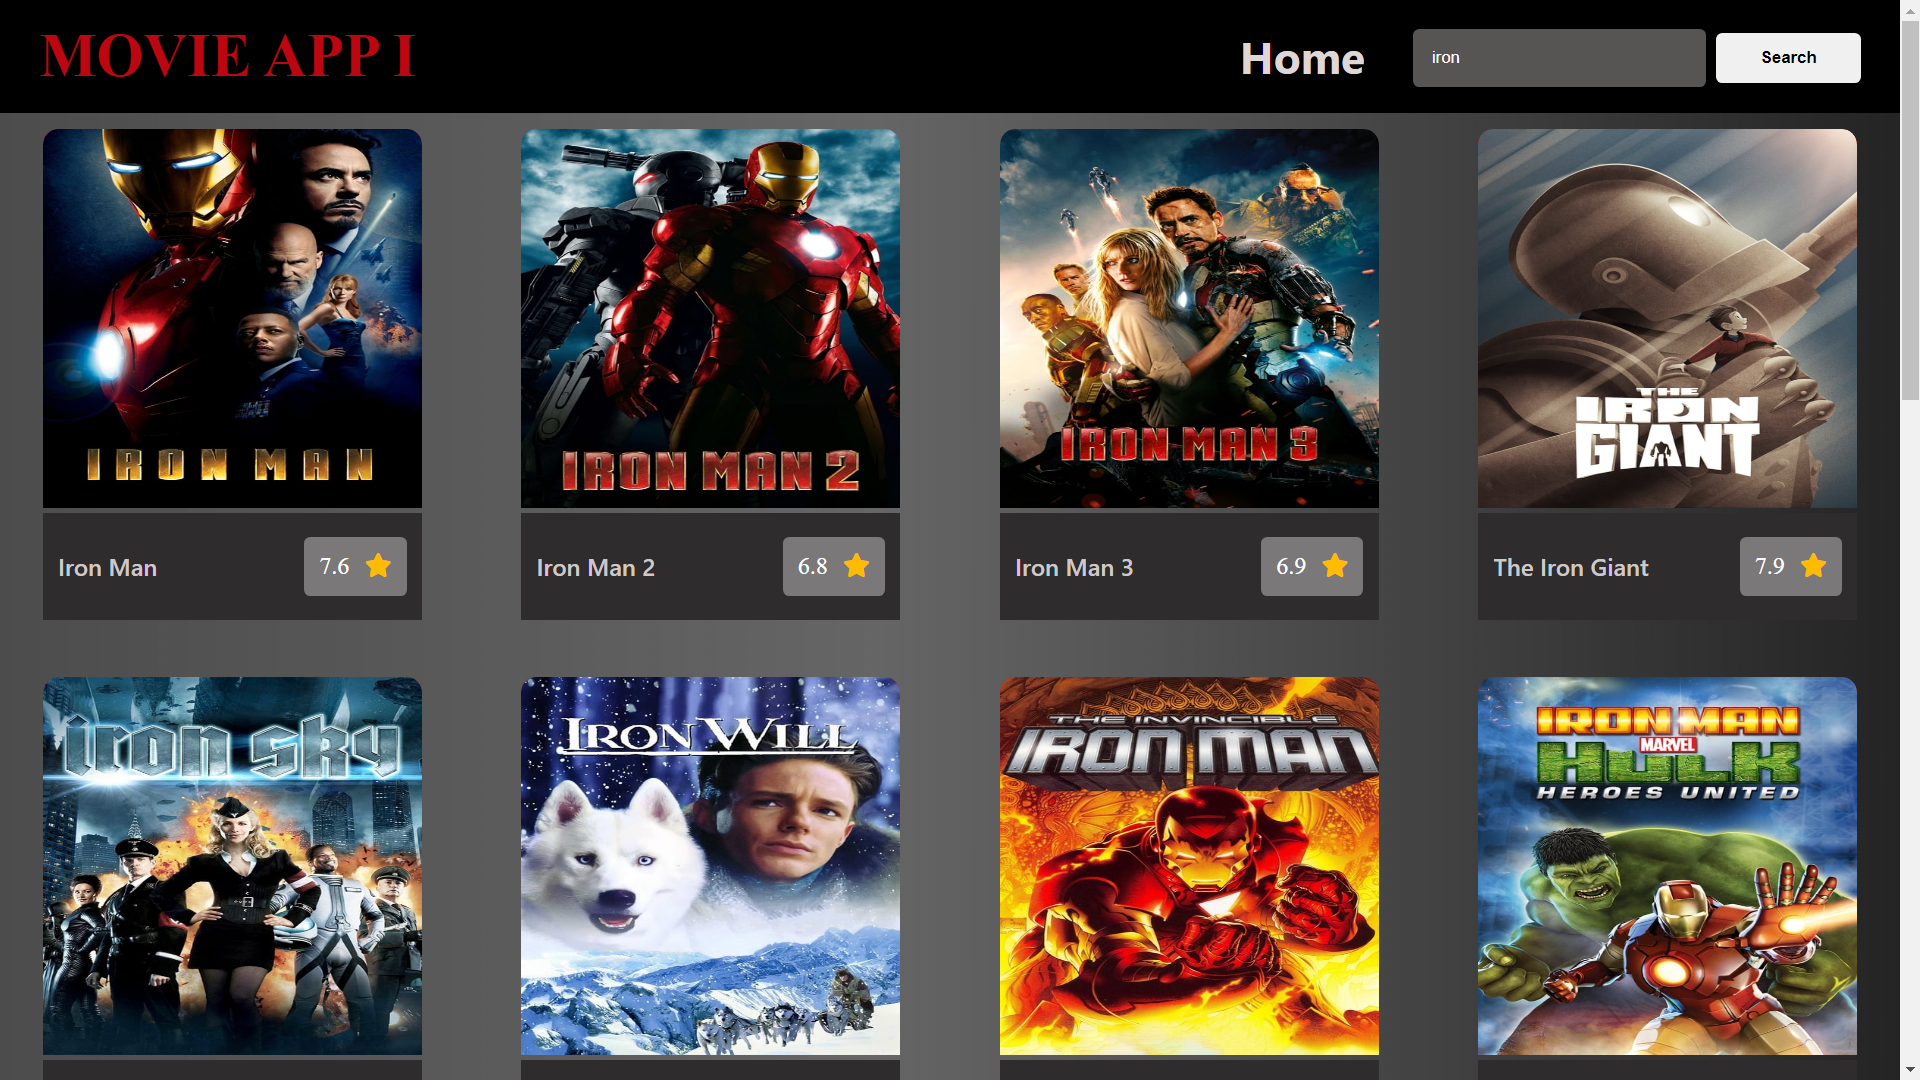 MOVIE APP I
Home
iron
Search
IRON MAN
IRON MAN 2
IRON MAN 3
THE
IRON
GIANT
Iron Man
7.6
Iron Man 2
6.8
Iron Man 3
6.9
The Iron Giant
7.9
iron sky
IRON WILL
THE INVINCIBLE
IRON MAN
IRON MAN
MARVEL
HULK
HEROES UNITED